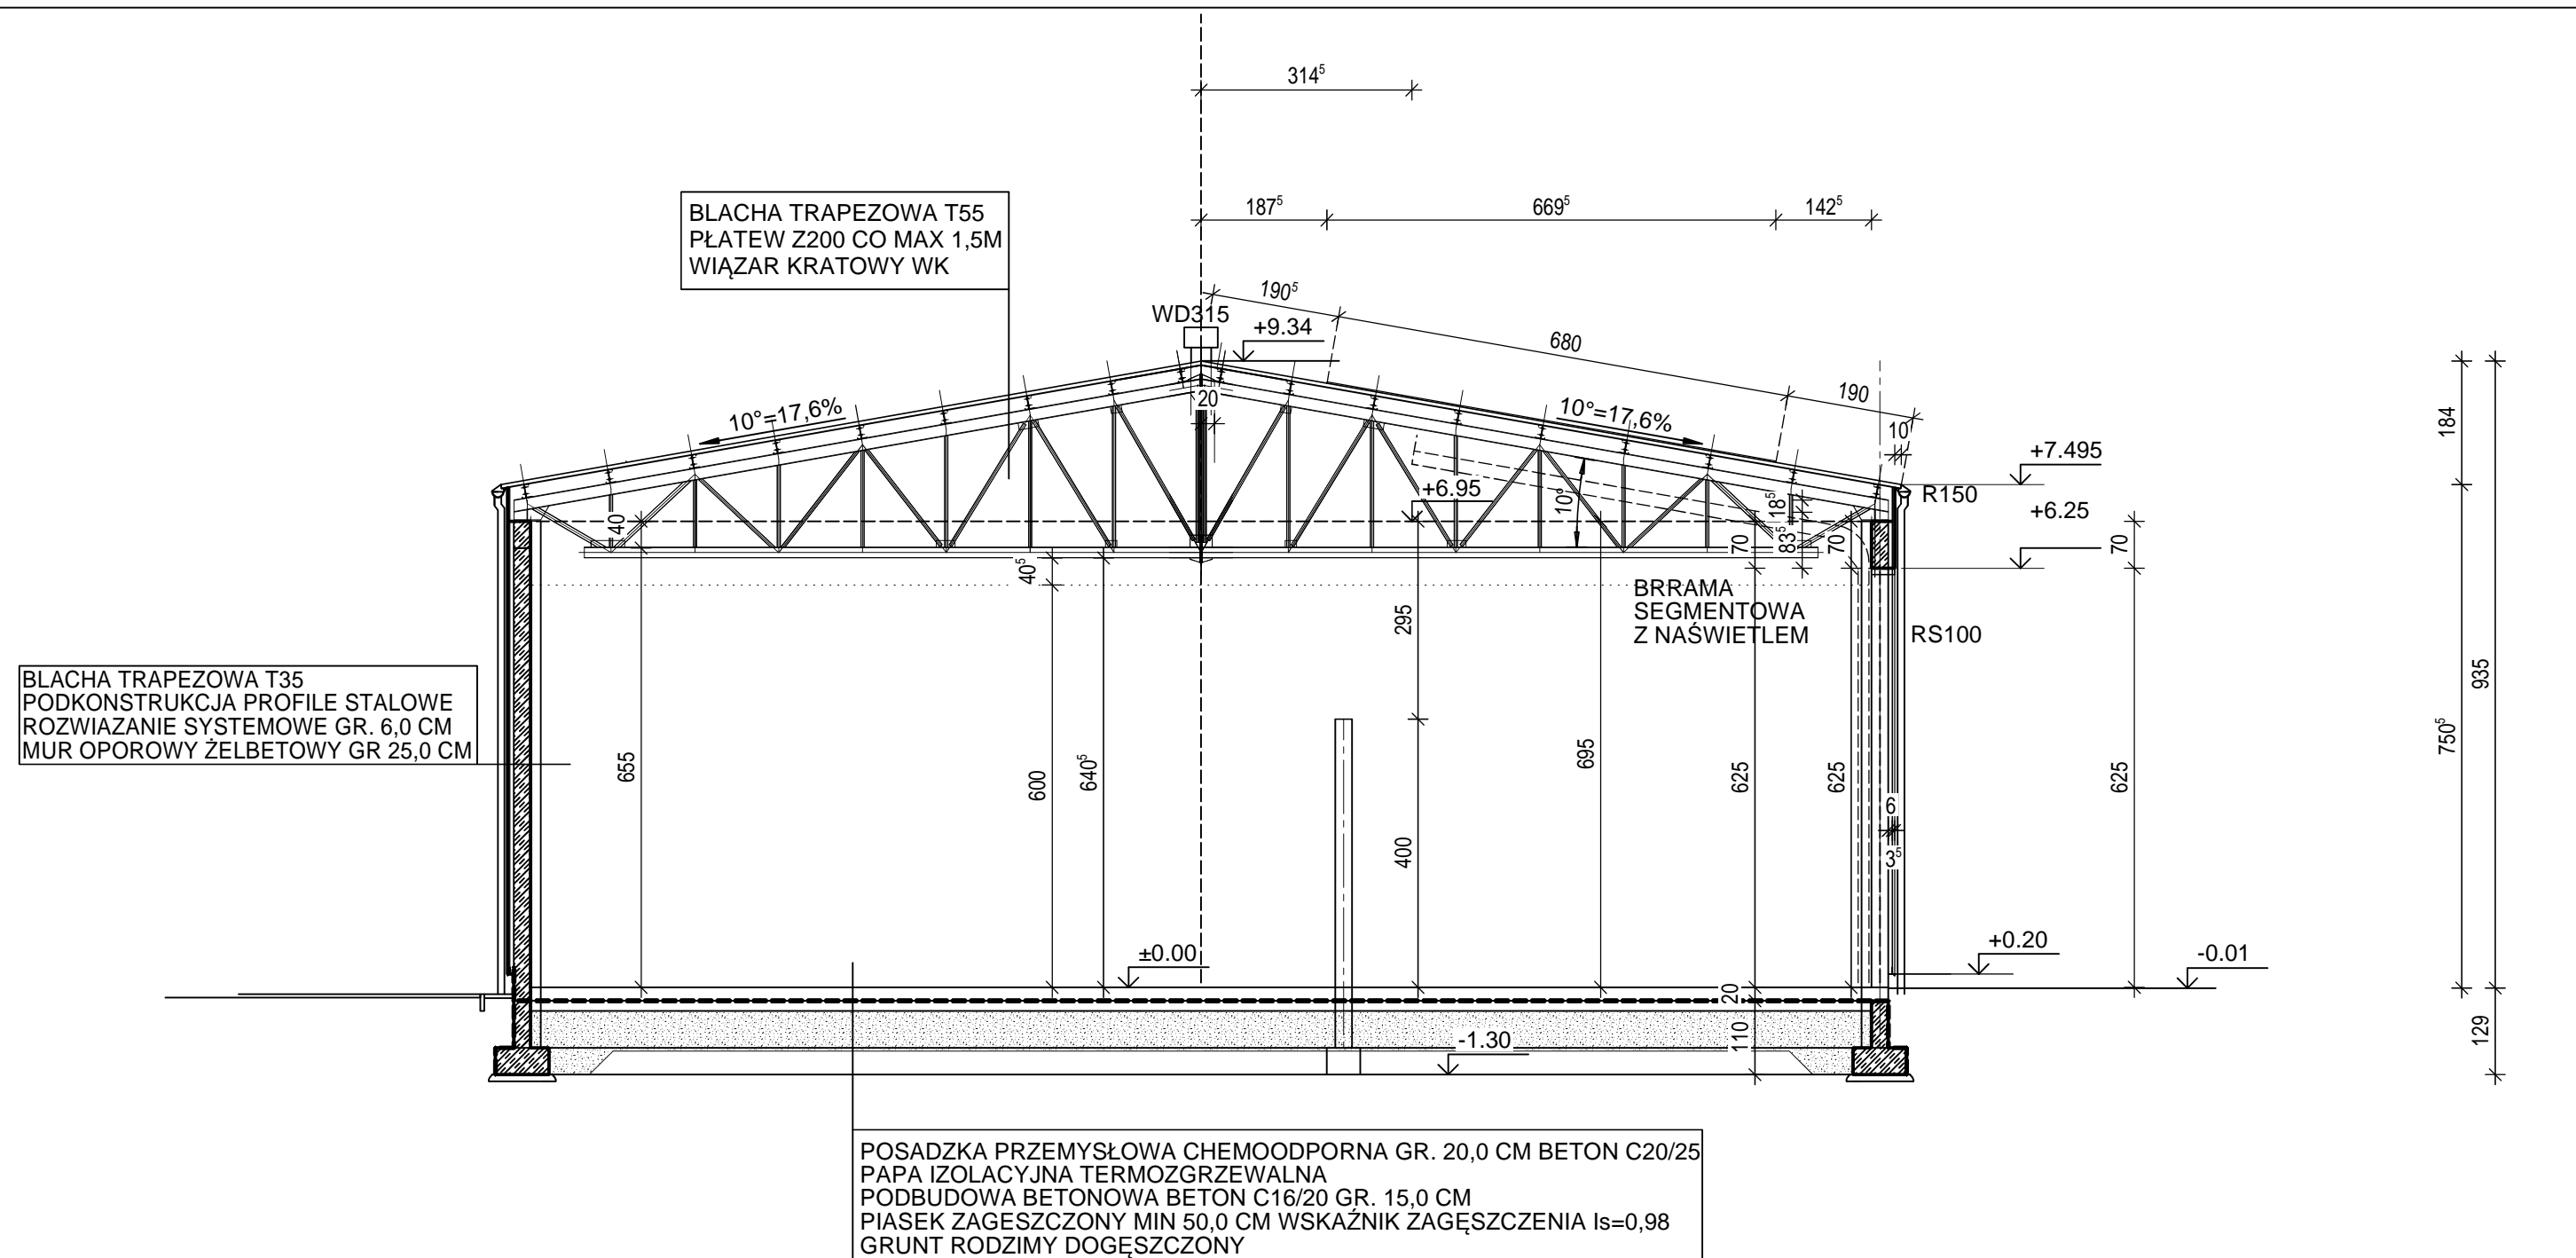 314⁵
187⁵ 669⁵ 142⁵
BLACHA TRAPEZOWA T55
PŁATEW Z200 CO MAX 1,5M
WIĄZAR KRATOWY WK
190⁵
680
190
WD315
+9.34
20
10°=17,6%
10°=17,6%
10
+7.495
R150
+6.25
184
935
750⁵
+6.95
10°
18⁵
83⁵
70
70
70
40
40⁵
BRRAMA
SEGMENTOWA
Z NAŚWIETLEM
RS100
295
BLACHA TRAPEZOWA T35
PODKONSTRUKCJA PROFILE STALOWE
ROZWIAZANIE SYSTEMOWE GR. 6,0 CM
MUR OPOROWY ŻELBETOWY GR 25,0 CM
655
600
640⁵
400
695
625
625
625
6
3⁵
±0.00
+0.20
-0.01
20
110
-1.30
129
POSADZKA PRZEMYSŁOWA CHEMOODPORNA GR. 20,0 CM BETON C20/25
PAPA IZOLACYJNA TERMOZGRZEWALNA
PODBUDOWA BETONOWA BETON C16/20 GR. 15,0 CM
PIASEK ZAGESZCZONY MIN 50,0 CM WSKAŹNIK ZAGĘSZCZENIA Is=0,98
GRUNT RODZIMY DOGĘSZCZONY